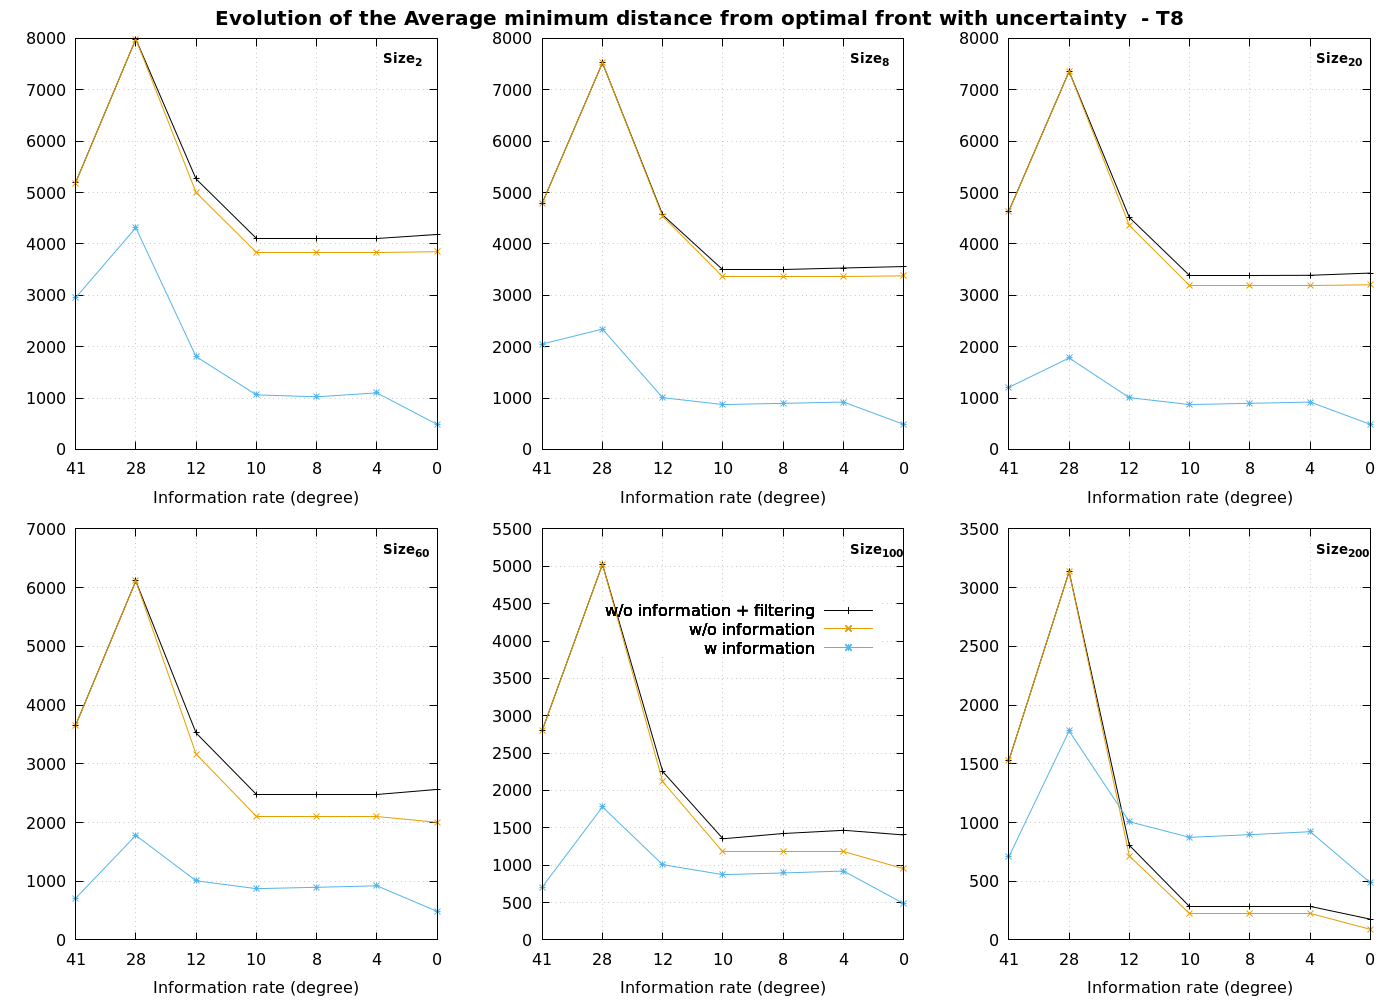 Evolution of the Average minimum distance from optimal front with uncertainty - T8
8000
7000
6000
5000
4000
3000
2000
1000
0
41 28 12 10 8 4 0
Information rate (degree)
Size2
8000
7000
6000
5000
4000
3000
2000
1000
0
41 28 12 10 8 4 0
Information rate (degree)
Size8
8000
7000
6000
5000
4000
3000
2000
1000
0
41 28 12 10 8 4 0
Information rate (degree)
Size20
7000
6000
5000
4000
3000
2000
1000
0
41 28 12 10 8 4 0
Information rate (degree)
Size60
5500
5000
4500
4000
3500
3000
2500
2000
1500
1000
500
0
41 28 12 10 8 4 0
Information rate (degree)
Size100
w/o information + filtering
w/o information
w information
3500
3000
2500
2000
1500
1000
500
0
41 28 12 10 8 4 0
Information rate (degree)
Size200